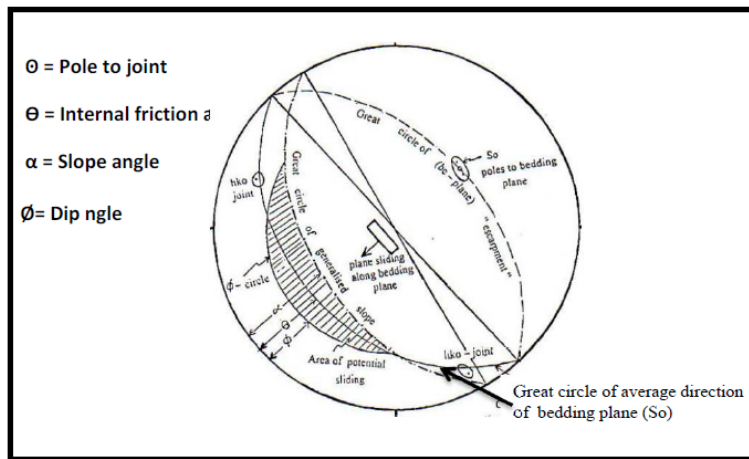 ʘ = Pole to joint
Ɵ = Internal friction a
α = Slope angle
Ø= Dip ngle
Great
circle of
(bc - plane)
" escarpment "
So
poles to bedding
plane
hko
joint
Great
circle
of
generalised
slope
plane sliding
along bedding
plane
ϕ - circle
α
Ɵ
ϕ
Area of potential
sliding
hko - joint
Great circle of average direction
of bedding plane (So)